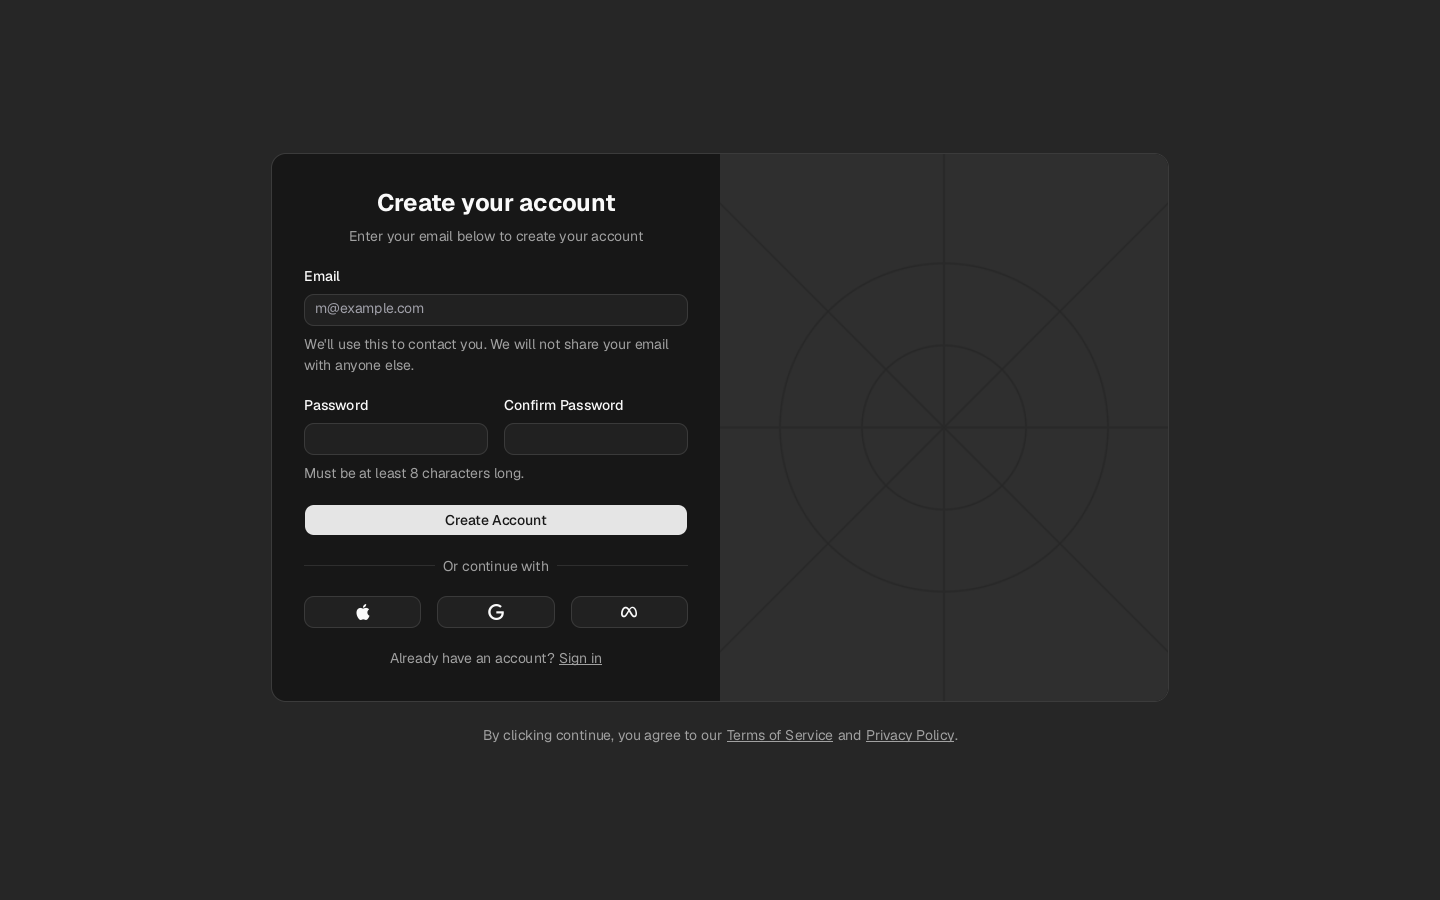 Create your account
Enter your email below to create your account
Email
m@example.com
We'll use this to contact you. We will not share your email
with anyone else.
Password
Confirm Password
Must be at least 8 characters long.
Create Account
Or continue with
Already have an account? Sign in
By clicking continue, you agree to our Terms of Service and Privacy Policy.